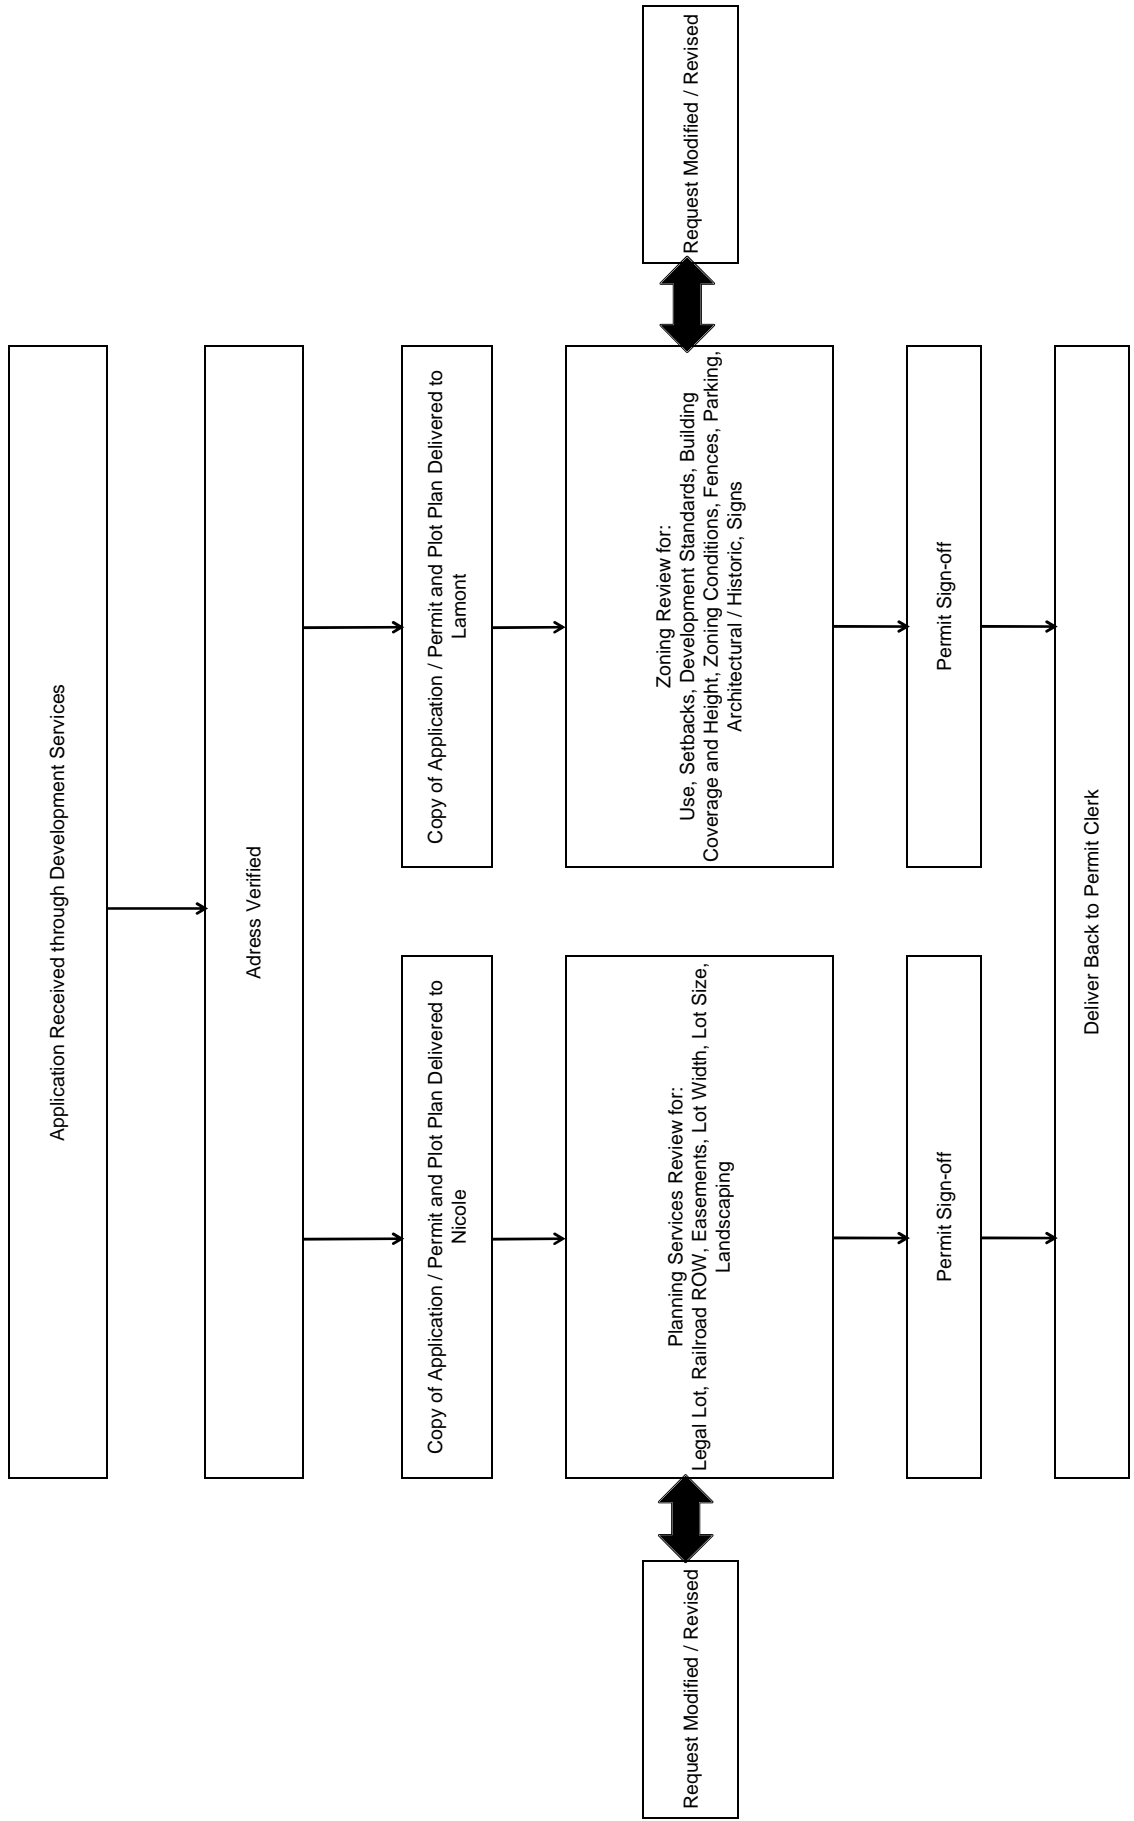 Application Received through Development Services
Adress Verified
Copy of Application / Permit and Plot Plan Delivered to
Nicole
Copy of Application / Permit and Plot Plan Delivered to
Lamont
Request Modified / Revised
Planning Services Review for:
Legal Lot, Railroad ROW, Easements, Lot Width, Lot Size,
Landscaping
Zoning Review for:
Use, Setbacks, Development Standards, Building
Coverage and Height, Zoning Conditions, Fences, Parking,
Architectural / Historic, Signs
Request Modified / Revised
Permit Sign-off
Permit Sign-off
Deliver Back to Permit Clerk